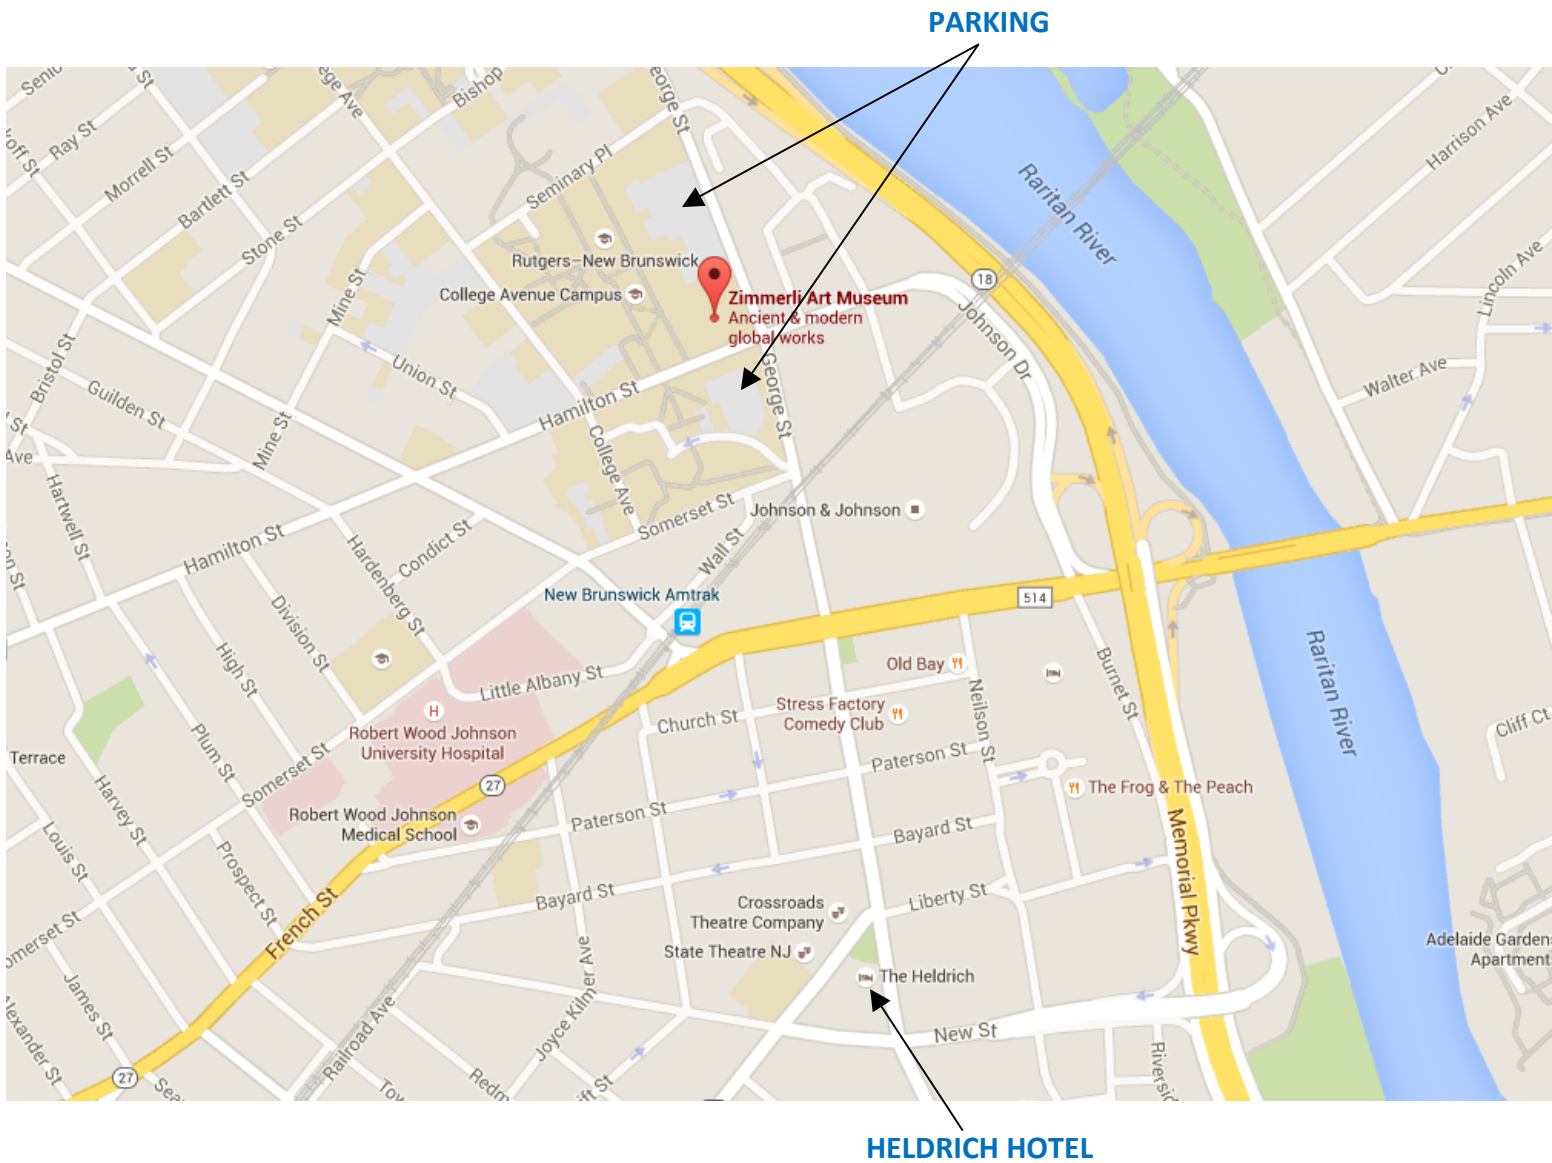 PARKING
Bishop
Ray St
Morrell St
Bartlett St
Stone St
Seminary Pl
Harrison Ave
Raritan River
Rutgers–New Brunswick
College Avenue Campus
Zimmerli Art Museum
Ancient & modern
global works
18
Johnson Dr
Lincoln Ave
Walter Ave
Mine St
Union St
Bristol St
Guilden St
Mine St
Hamilton St
George St
College Ave
Somerset St
Wall St
Johnson & Johnson
Hartwell St
Hamilton St
Hardenberg St
Condict St
Division St
High St
New Brunswick Amtrak
514
Old Bay
Neilson St
Burnet St
Raritan River
Cliff Ct
Little Albany St
Church St
Stress Factory
Comedy Club
Robert Wood Johnson
University Hospital
Terrace
Plum St
Harvey St
Somerset St
27
Paterson St
The Frog & The Peach
Robert Wood Johnson
Medical School
Paterson St
Bayard St
Memorial Pkwy
Louis St
Prospect St
French St
Bayard St
Liberty St
Crossroads
Theatre Company
State Theatre NJ
The Heldrich
Adelaide Gardens
Apartment
James St
Joyce Kilmer Ave
Railroad Ave
New St
27
HELDRICH HOTEL